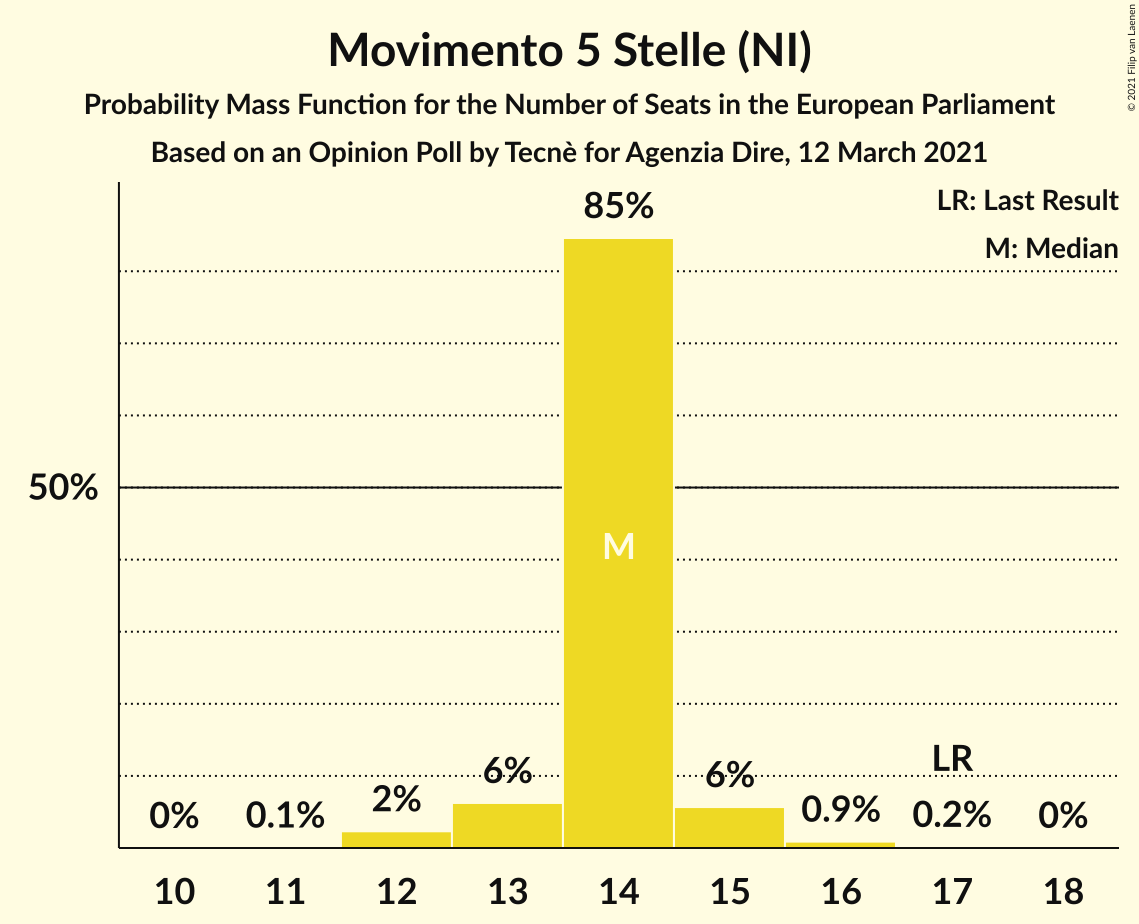 Movimento 5 Stelle (NI)
Probability Mass Function for the Number of Seats in the European Parliament
Based on an Opinion Poll by Tecnè for Agenzia Dire, 12 March 2021
© 2021 Filip van Laenen
LR: Last Result
M: Median
85%
50%
M
LR
0%
0.1%
2%
6%
6%
0.9%
0.2%
0%
10 11 12 13 14 15 16 17 18